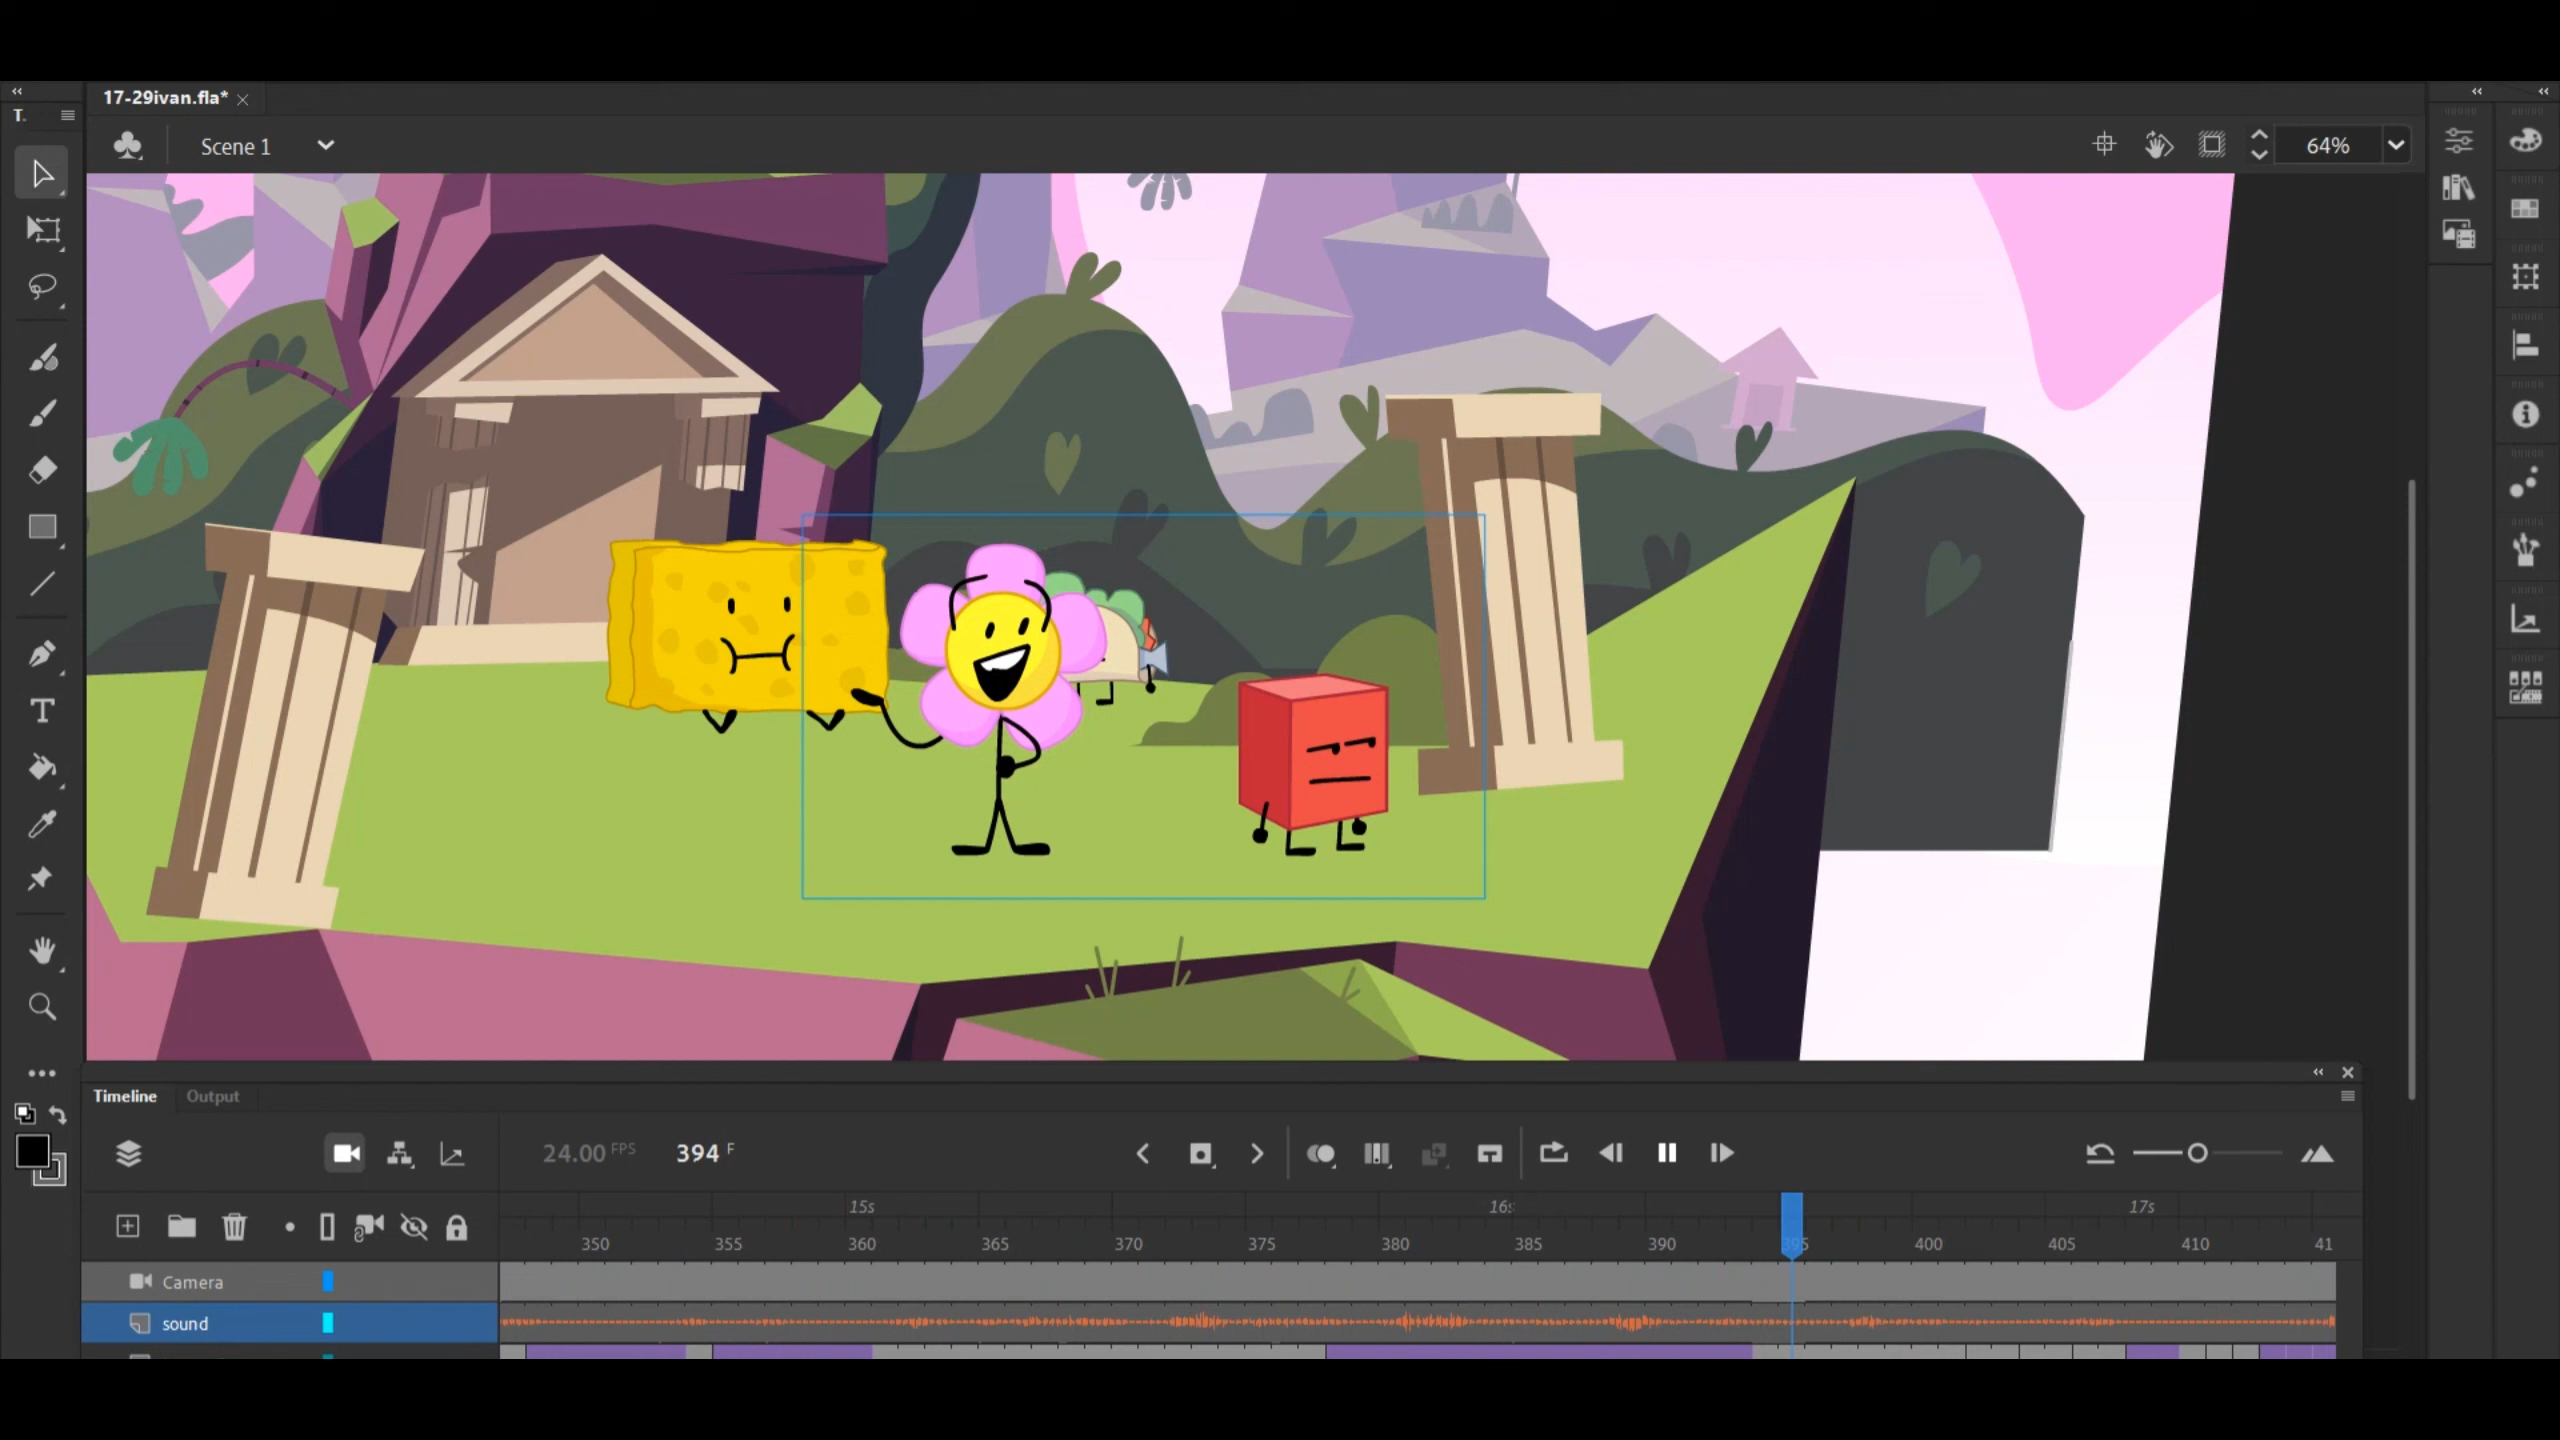 17-29ivan.fla*
T.
Scene 1
64%
Timeline
Output
24.00 FPS
394 F
15s
16s
17s
350
355
360
365
370
375
380
385
390
395
400
405
410
41
Camera
sound